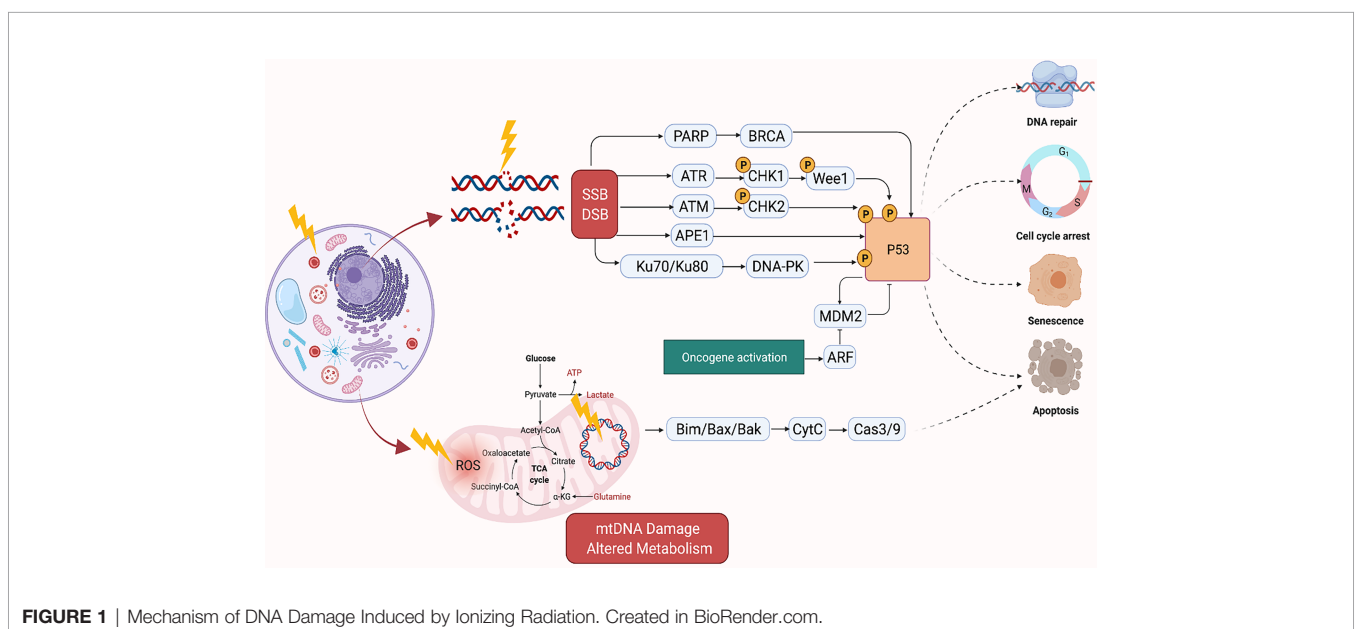 PARP
BRCA
P
P
ATR
CHK1
Wee1
P
ATM
CHK2
P
P
SSB
DSB
APE1
P53
P
Ku70/Ku80
DNA-PK
MDM2
Oncogene activation
ARF
DNA repair
G1
M
S
G2
Cell cycle arrest
Senescence
Apoptosis
Glucose
ATP
Pyruvate
Lactate
Acetyl-CoA
Oxaloacetate
Citrate
TCA
cycle
ROS
Succinyl-CoA
α-KG
Glutamine
Bim/Bax/Bak
CytC
Cas3/9
mtDNA Damage
Altered Metabolism
FIGURE 1 | Mechanism of DNA Damage Induced by Ionizing Radiation. Created in BioRender.com.